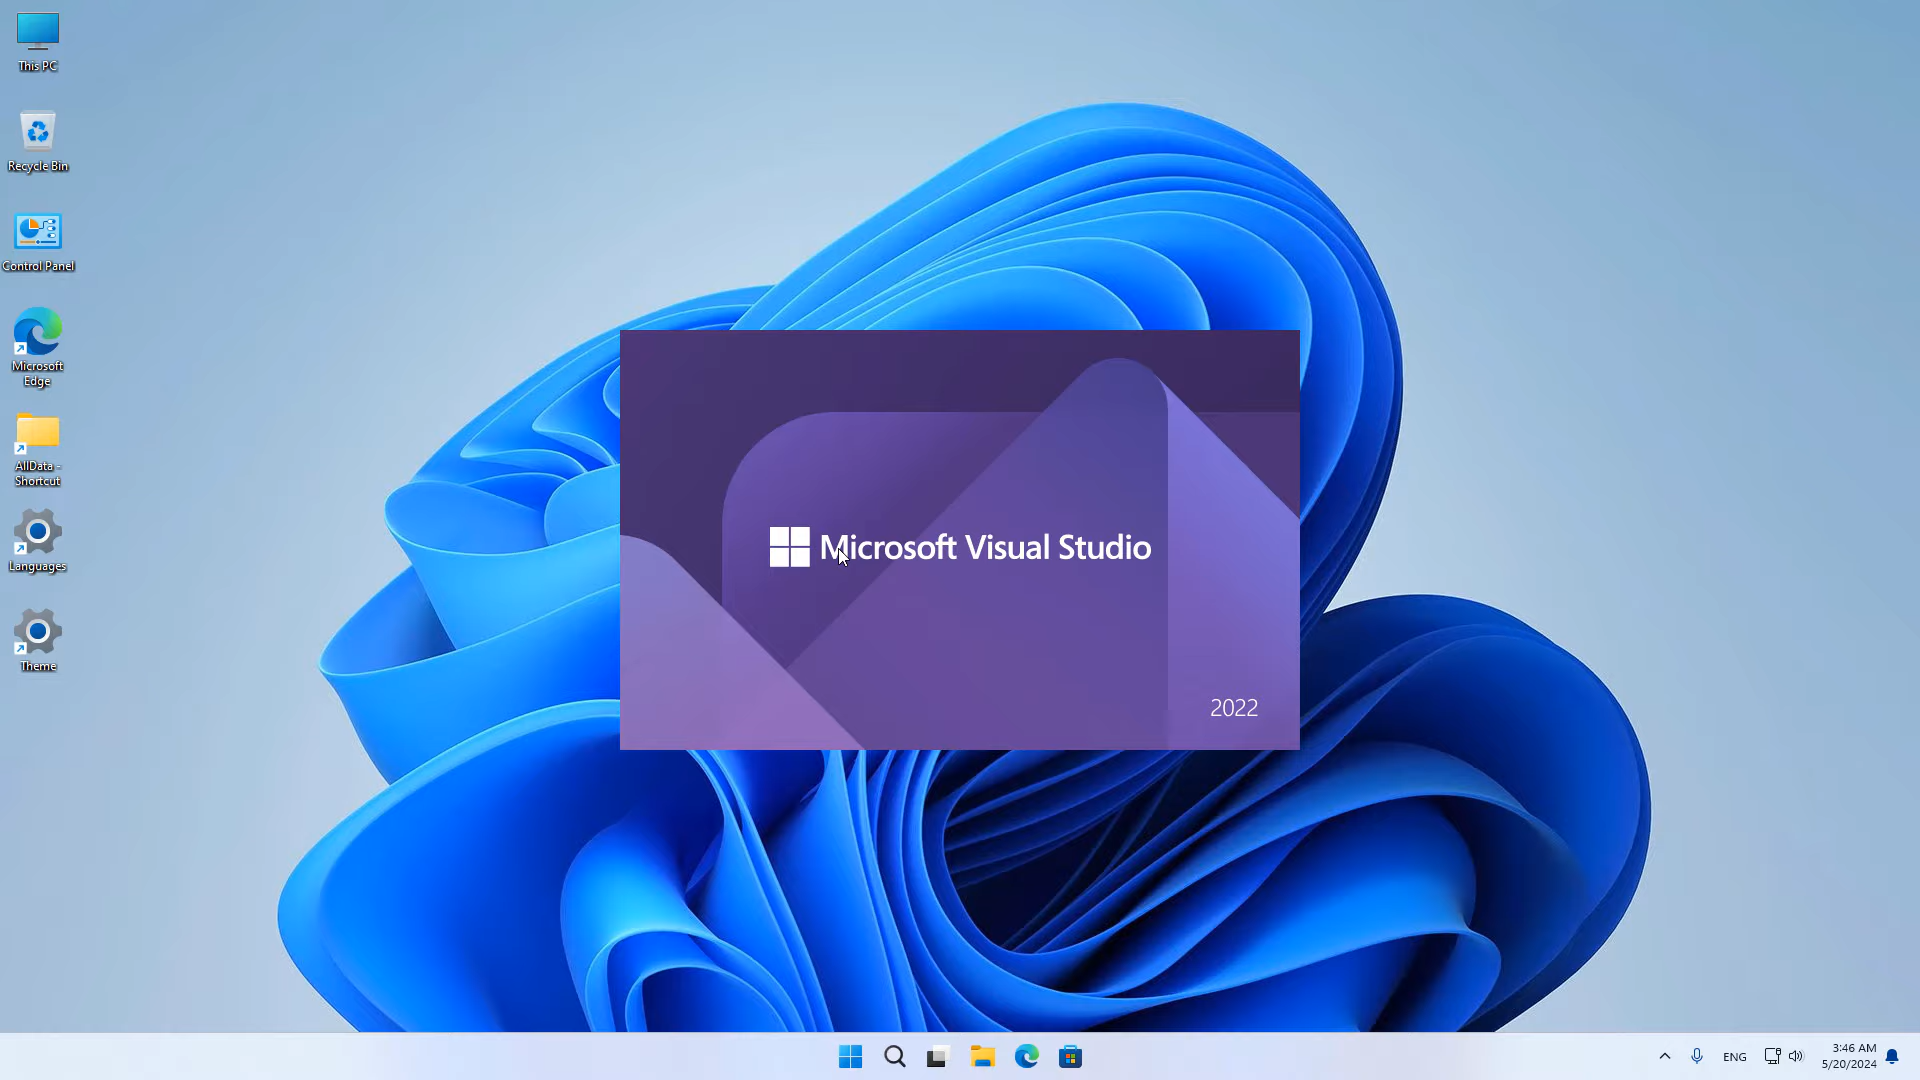 This PC
Recycle Bin
Control Panel
Microsoft
Edge
AllData -
Shortcut
Languages
Theme
Microsoft Visual Studio
2022
ENG
3:46 AM
5/20/2024